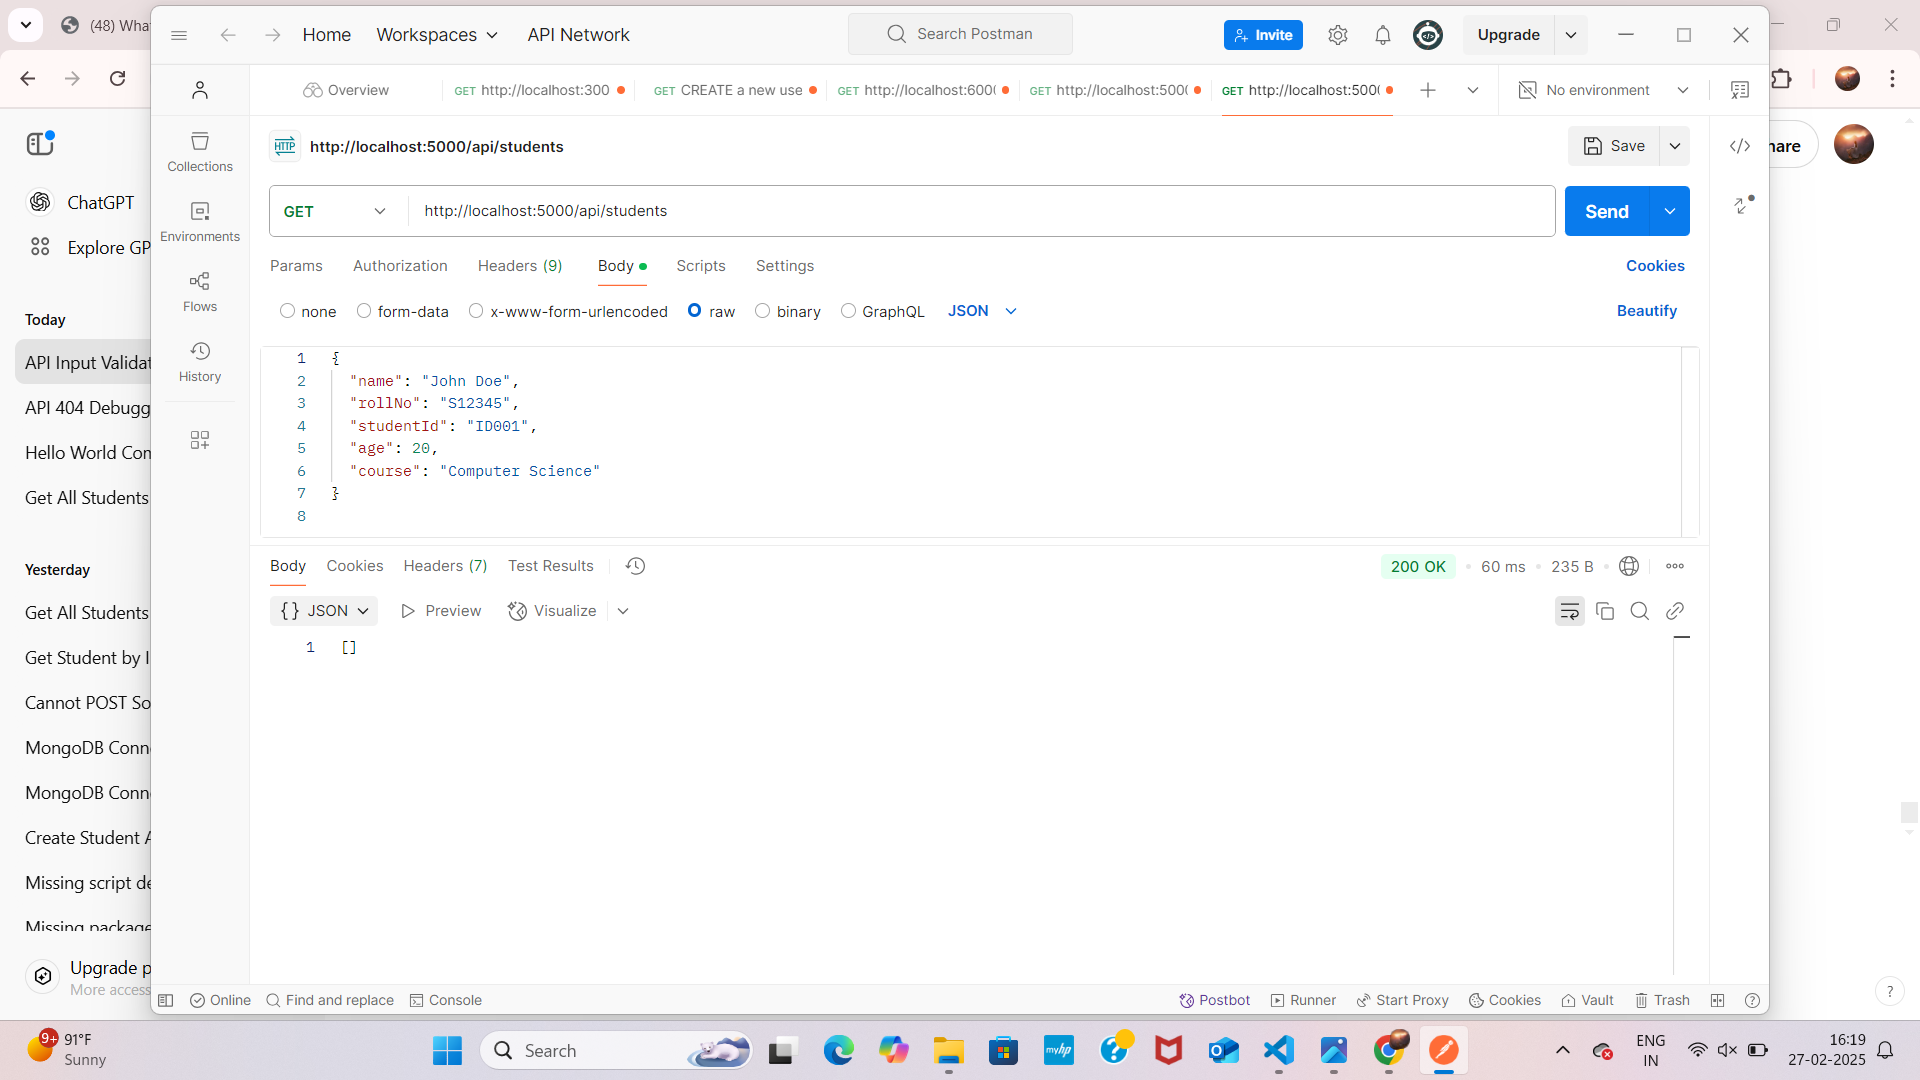 (48) Wha
Home
Workspaces
API Network
Search Postman
Invite
Upgrade
Overview
GET http://localhost:300
GET CREATE a new use
GET http://localhost:600
GET http://localhost:500
GET http://localhost:500
No environment
HTTP http://localhost:5000/api/students
Save
hare
GET
http://localhost:5000/api/students
Send
Params
Authorization
Headers (9)
Body
Scripts
Settings
Cookies
none
form-data
x-www-form-urlencoded
raw
binary
GraphQL
JSON
Beautify
1 {
2 "name": "John Doe",
3 "rollNo": "S12345",
4 "studentId": "ID001",
5 "age": 20,
6 "course": "Computer Science"
7 }
8
Body
Cookies
Headers (7)
Test Results
200 OK
60 ms
235 B
{} JSON
Preview
Visualize
1 []
Collections
Environments
Flows
History
ChatGPT
Explore GP
Today
API Input Validat
API 404 Debugg
Hello World Con
Get All Students
Yesterday
Get All Students
Get Student by I
Cannot POST So
MongoDB Conn
MongoDB Conn
Create Student A
Missing script de
Missing package
Upgrade p
More access
Online
Find and replace
Console
Postbot
Runner
Start Proxy
Cookies
Vault
Trash
?
9+
91°F
Sunny
Search
myhp
ENG
IN
16:19
27-02-2025